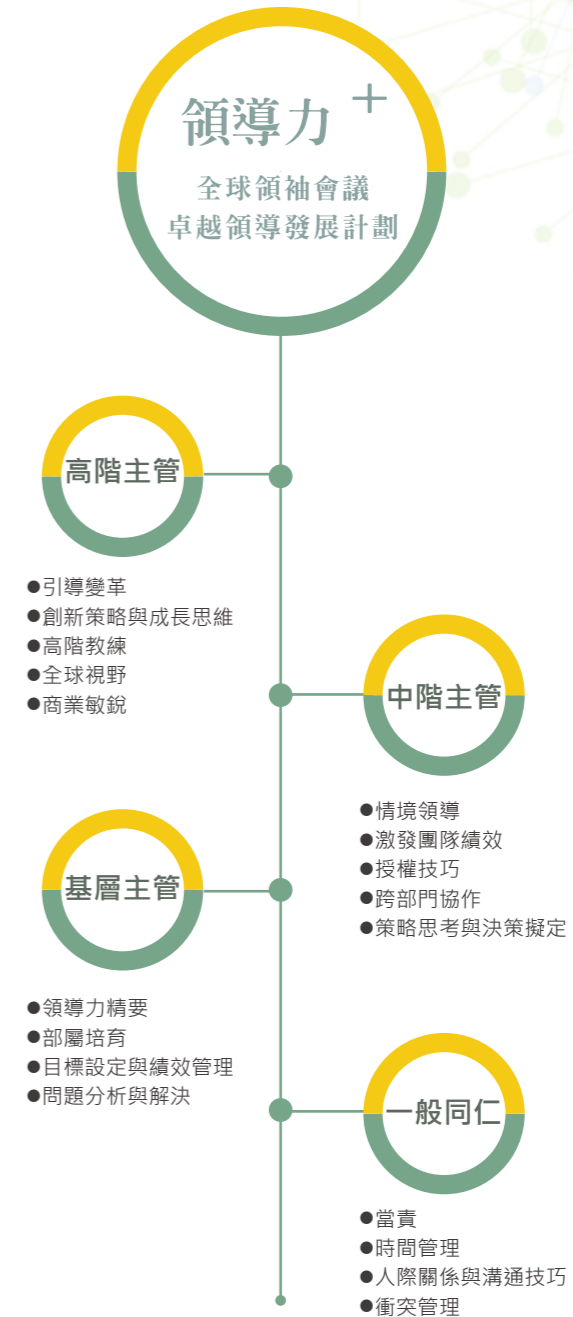 領導力 +
全球領袖會議
卓越領導發展計劃
高階主管
●引導變革
●創新策略與成長思維
●高階教練
●全球視野
●商業敏銳
中階主管
●情境領導
●激發團隊績效
●授權技巧
●跨部門協作
●策略思考與決策擬定
基層主管
●領導力精要
●部屬培育
●目標設定與績效管理
●問題分析與解決
一般同仁
●當責
●時間管理
●人際關係與溝通技巧
●衝突管理